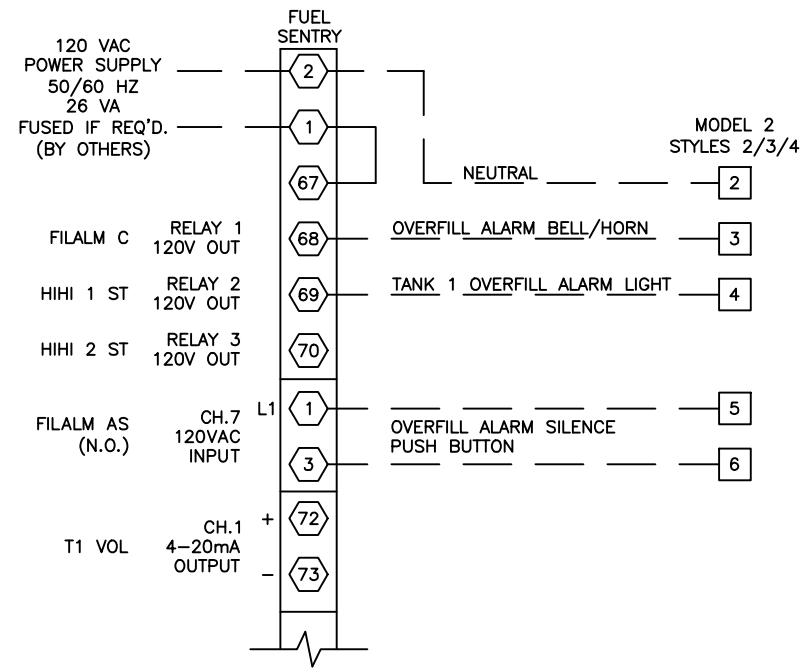 FUEL
SENTRY
120 VAC
POWER SUPPLY
50/60 HZ
26 VA
FUSED IF REQ'D.
(BY OTHERS)
2
1
67
MODEL 2
STYLES 2/3/4
NEUTRAL
2
FILALM C
RELAY 1
120V OUT
68
OVERFILL ALARM BELL/HORN
3
HIHI 1 ST
RELAY 2
120V OUT
69
TANK 1 OVERFILL ALARM LIGHT
4
HIHI 2 ST
RELAY 3
120V OUT
70
FILALM AS
(N.O.)
CH.7
120VAC
INPUT
L1
1
3
OVERFILL ALARM SILENCE
PUSH BUTTON
5
6
T1 VOL
CH.1
4-20mA
OUTPUT
+
72
-
73